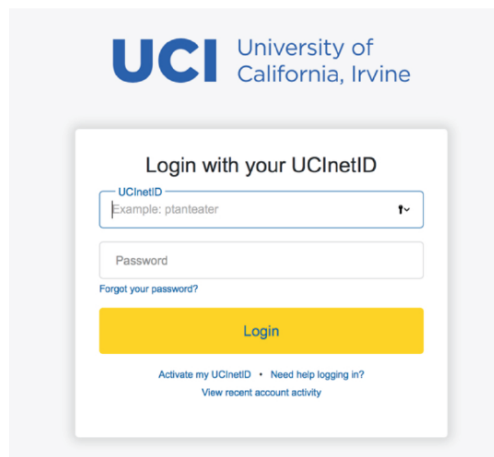 UCI University of
California, Irvine
Login with your UCInetID
UCInetID
Example: ptanteater
Password
Forgot your password?
Login
Activate my UCInetID • Need help logging in?
View recent account activity